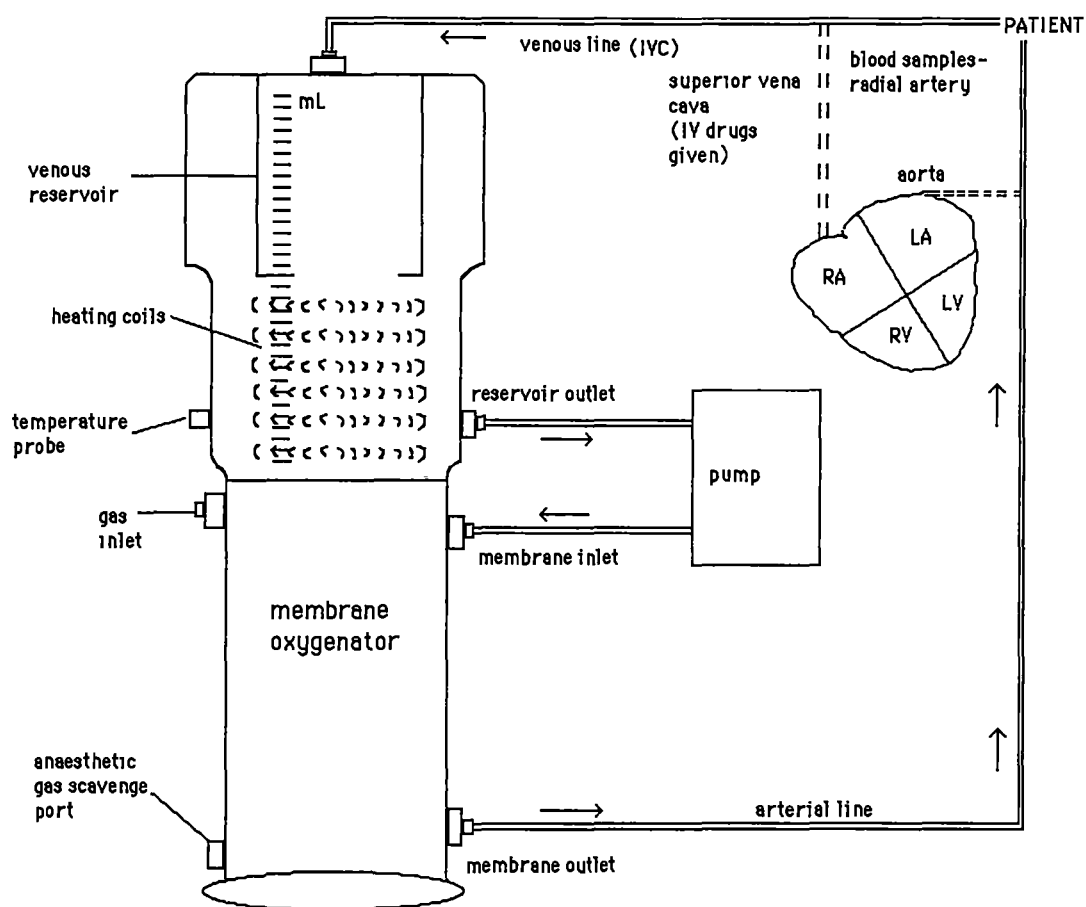 PATIENT
venous line (IVC)
superior vena
cava
(IV drugs
given)
blood samples-
radial artery
mL
venous
reservoir
aorta
LA
RA
LV
RV
heating coils
reservoir outlet
temperature
probe
pump
gas
inlet
membrane inlet
membrane
oxygenator
anaesthetic
gas scavenge
port
arterial line
membrane outlet